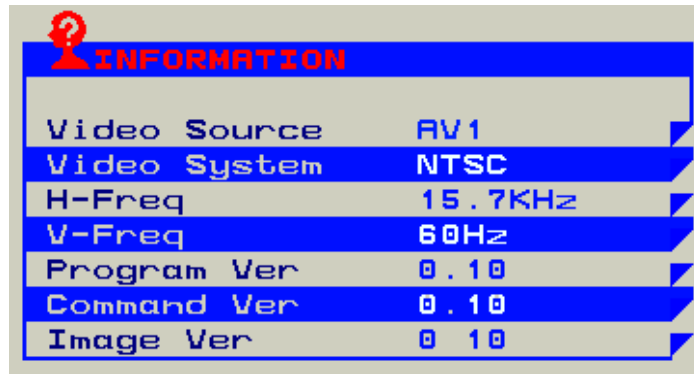 ?
INFORMATION
Video Source AV1
Video System NTSC
H-Freq 15.7KHz
V-Freq 60Hz
Program Ver 0.10
Command Ver 0.10
Image Ver 0 10